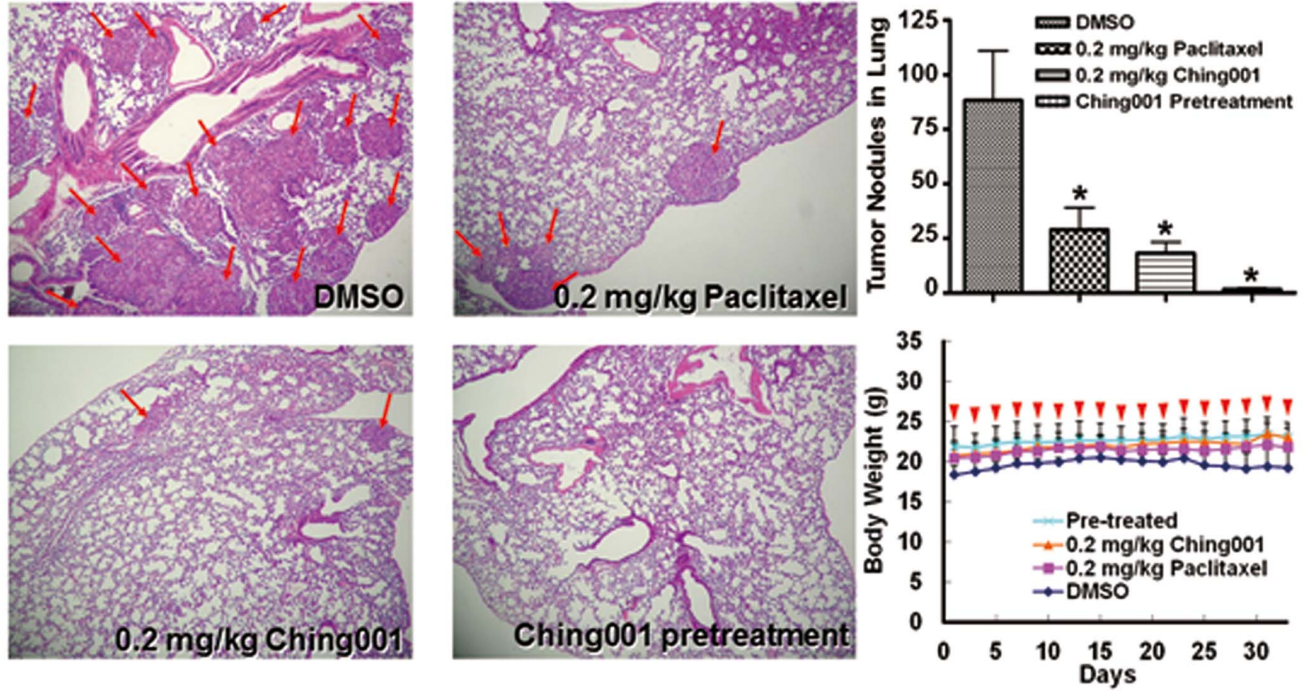 DMSO
0.2 mg/kg Paclitaxel
0.2 mg/kg Ching001
Ching001 pretreatment
Tumor Nodules in Lung
125
100
75
50
25
0
DMSO
0.2 mg/kg Paclitaxel
0.2 mg/kg Ching001
Ching001 Pretreatment
*
*
*
Body Weight (g)
35
30
25
20
15
10
5
0
Pre-treated
0.2 mg/kg Ching001
0.2 mg/kg Paclitaxel
DMSO
0 5 10 15 20 25 30
Days